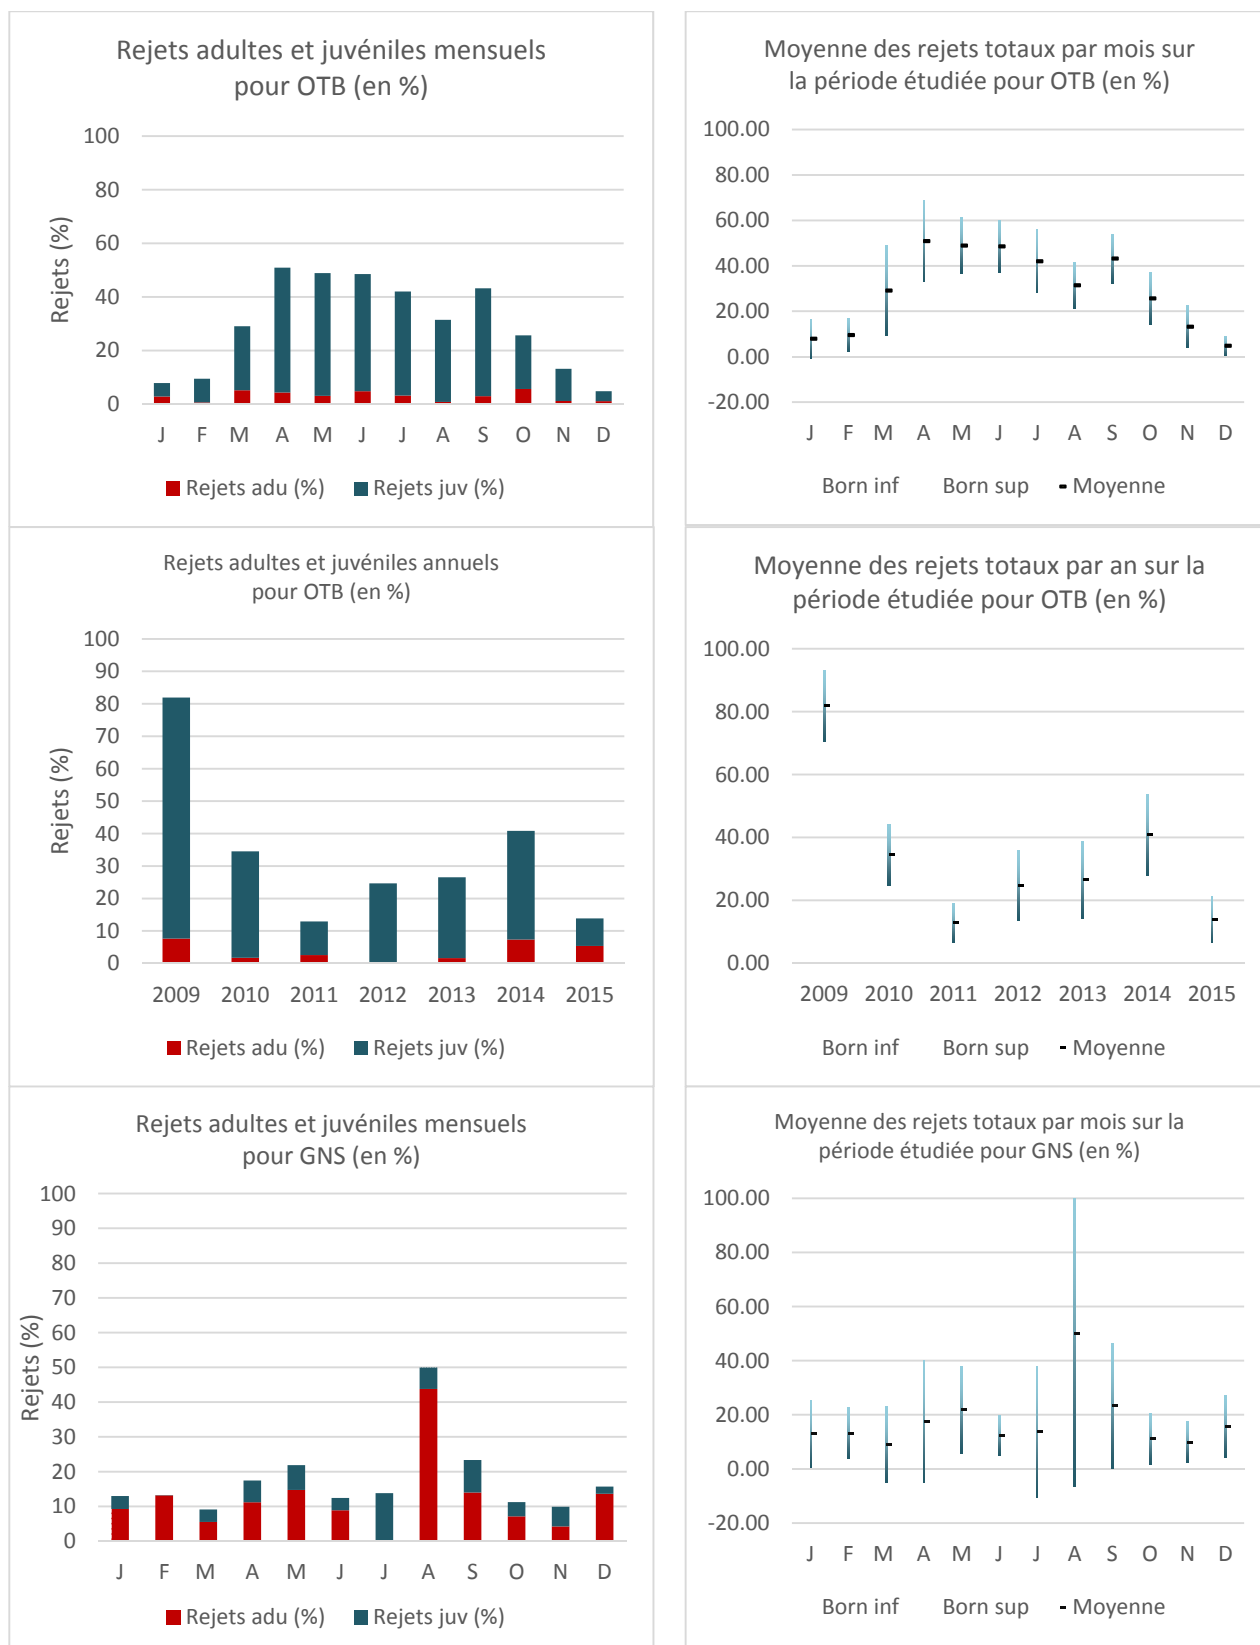 Rejets adultes et juvéniles mensuels
pour OTB (en %)
Rejets (%)
100
80
60
40
20
0
J F M A M J J A S O N D
Rejets adu (%) Rejets juv (%)
Moyenne des rejets totaux par mois sur
la période étudiée pour OTB (en %)
100.00
80.00
60.00
40.00
20.00
0.00
-20.00
J F M A M J J A S O N D
Born inf Born sup Moyenne
Rejets adultes et juvéniles annuels
pour OTB (en %)
Rejets (%)
100
90
80
70
60
50
40
30
20
10
0
2009 2010 2011 2012 2013 2014 2015
Rejets adu (%) Rejets juv (%)
Moyenne des rejets totaux par an sur la
période étudiée pour OTB (en %)
100.00
80.00
60.00
40.00
20.00
0.00
2009 2010 2011 2012 2013 2014 2015
Born inf Born sup Moyenne
Rejets adultes et juvéniles mensuels
pour GNS (en %)
Rejets (%)
100
90
80
70
60
50
40
30
20
10
0
J F M A M J J A S O N D
Rejets adu (%) Rejets juv (%)
Moyenne des rejets totaux par mois sur la
période étudiée pour GNS (en %)
100.00
80.00
60.00
40.00
20.00
0.00
-20.00
J F M A M J J A S O N D
Born inf Born sup Moyenne